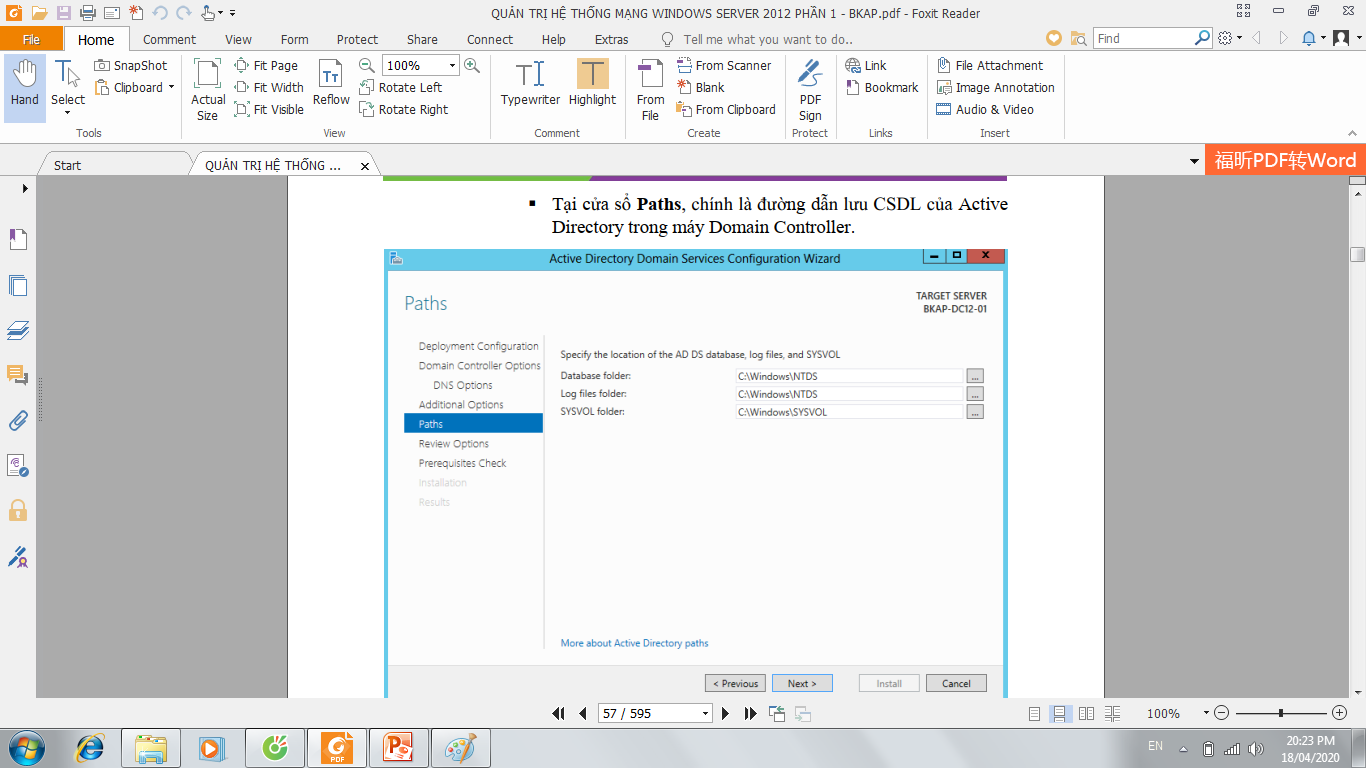 QUẢN TRỊ HỆ THỐNG MẠNG WINDOWS SERVER 2012 PHẦN 1 - BKAP.pdf - Foxit Reader
File Home Comment View Form Protect Share Connect Help Extras Tell me what you want to do.. Find
Hand
Select
SnapShot
Clipboard
Tools
Actual
Size
Fit Page
Fit Width
Fit Visible
Reflow
100%
Rotate Left
Rotate Right
View
Typewriter
Highlight
Comment
From
File
From Scanner
Blank
From Clipboard
Create
PDF
Sign
Protect
Link
Bookmark
Links
File Attachment
Image Annotation
Audio & Video
Insert
Start
QUẢN TRỊ HỆ THỐNG ...
福昕PDF转Word
▪ Tại cửa sổ Paths, chính là đường dẫn lưu CSDL của Active
Directory trong máy Domain Controller.
Active Directory Domain Services Configuration Wizard
Paths
TARGET SERVER
BKAP-DC12-01
Deployment Configuration
Domain Controller Options
DNS Options
Additional Options
Paths
Review Options
Prerequisites Check
Installation
Results
Specify the location of the AD DS database, log files, and SYSVOL
Database folder: C:\Windows\NTDS ...
Log files folder: C:\Windows\NTDS ...
SYSVOL folder: C:\Windows\SYSVOL ...
More about Active Directory paths
< Previous Next > Install Cancel
57 / 595
100%
PDF
EN
20:23 PM
18/04/2020